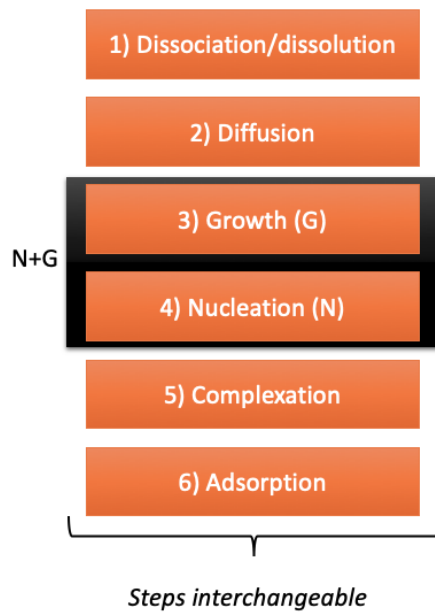 1) Dissociation/dissolution
2) Diffusion
3) Growth (G)
N+G
4) Nucleation (N)
5) Complexation
6) Adsorption
Steps interchangeable